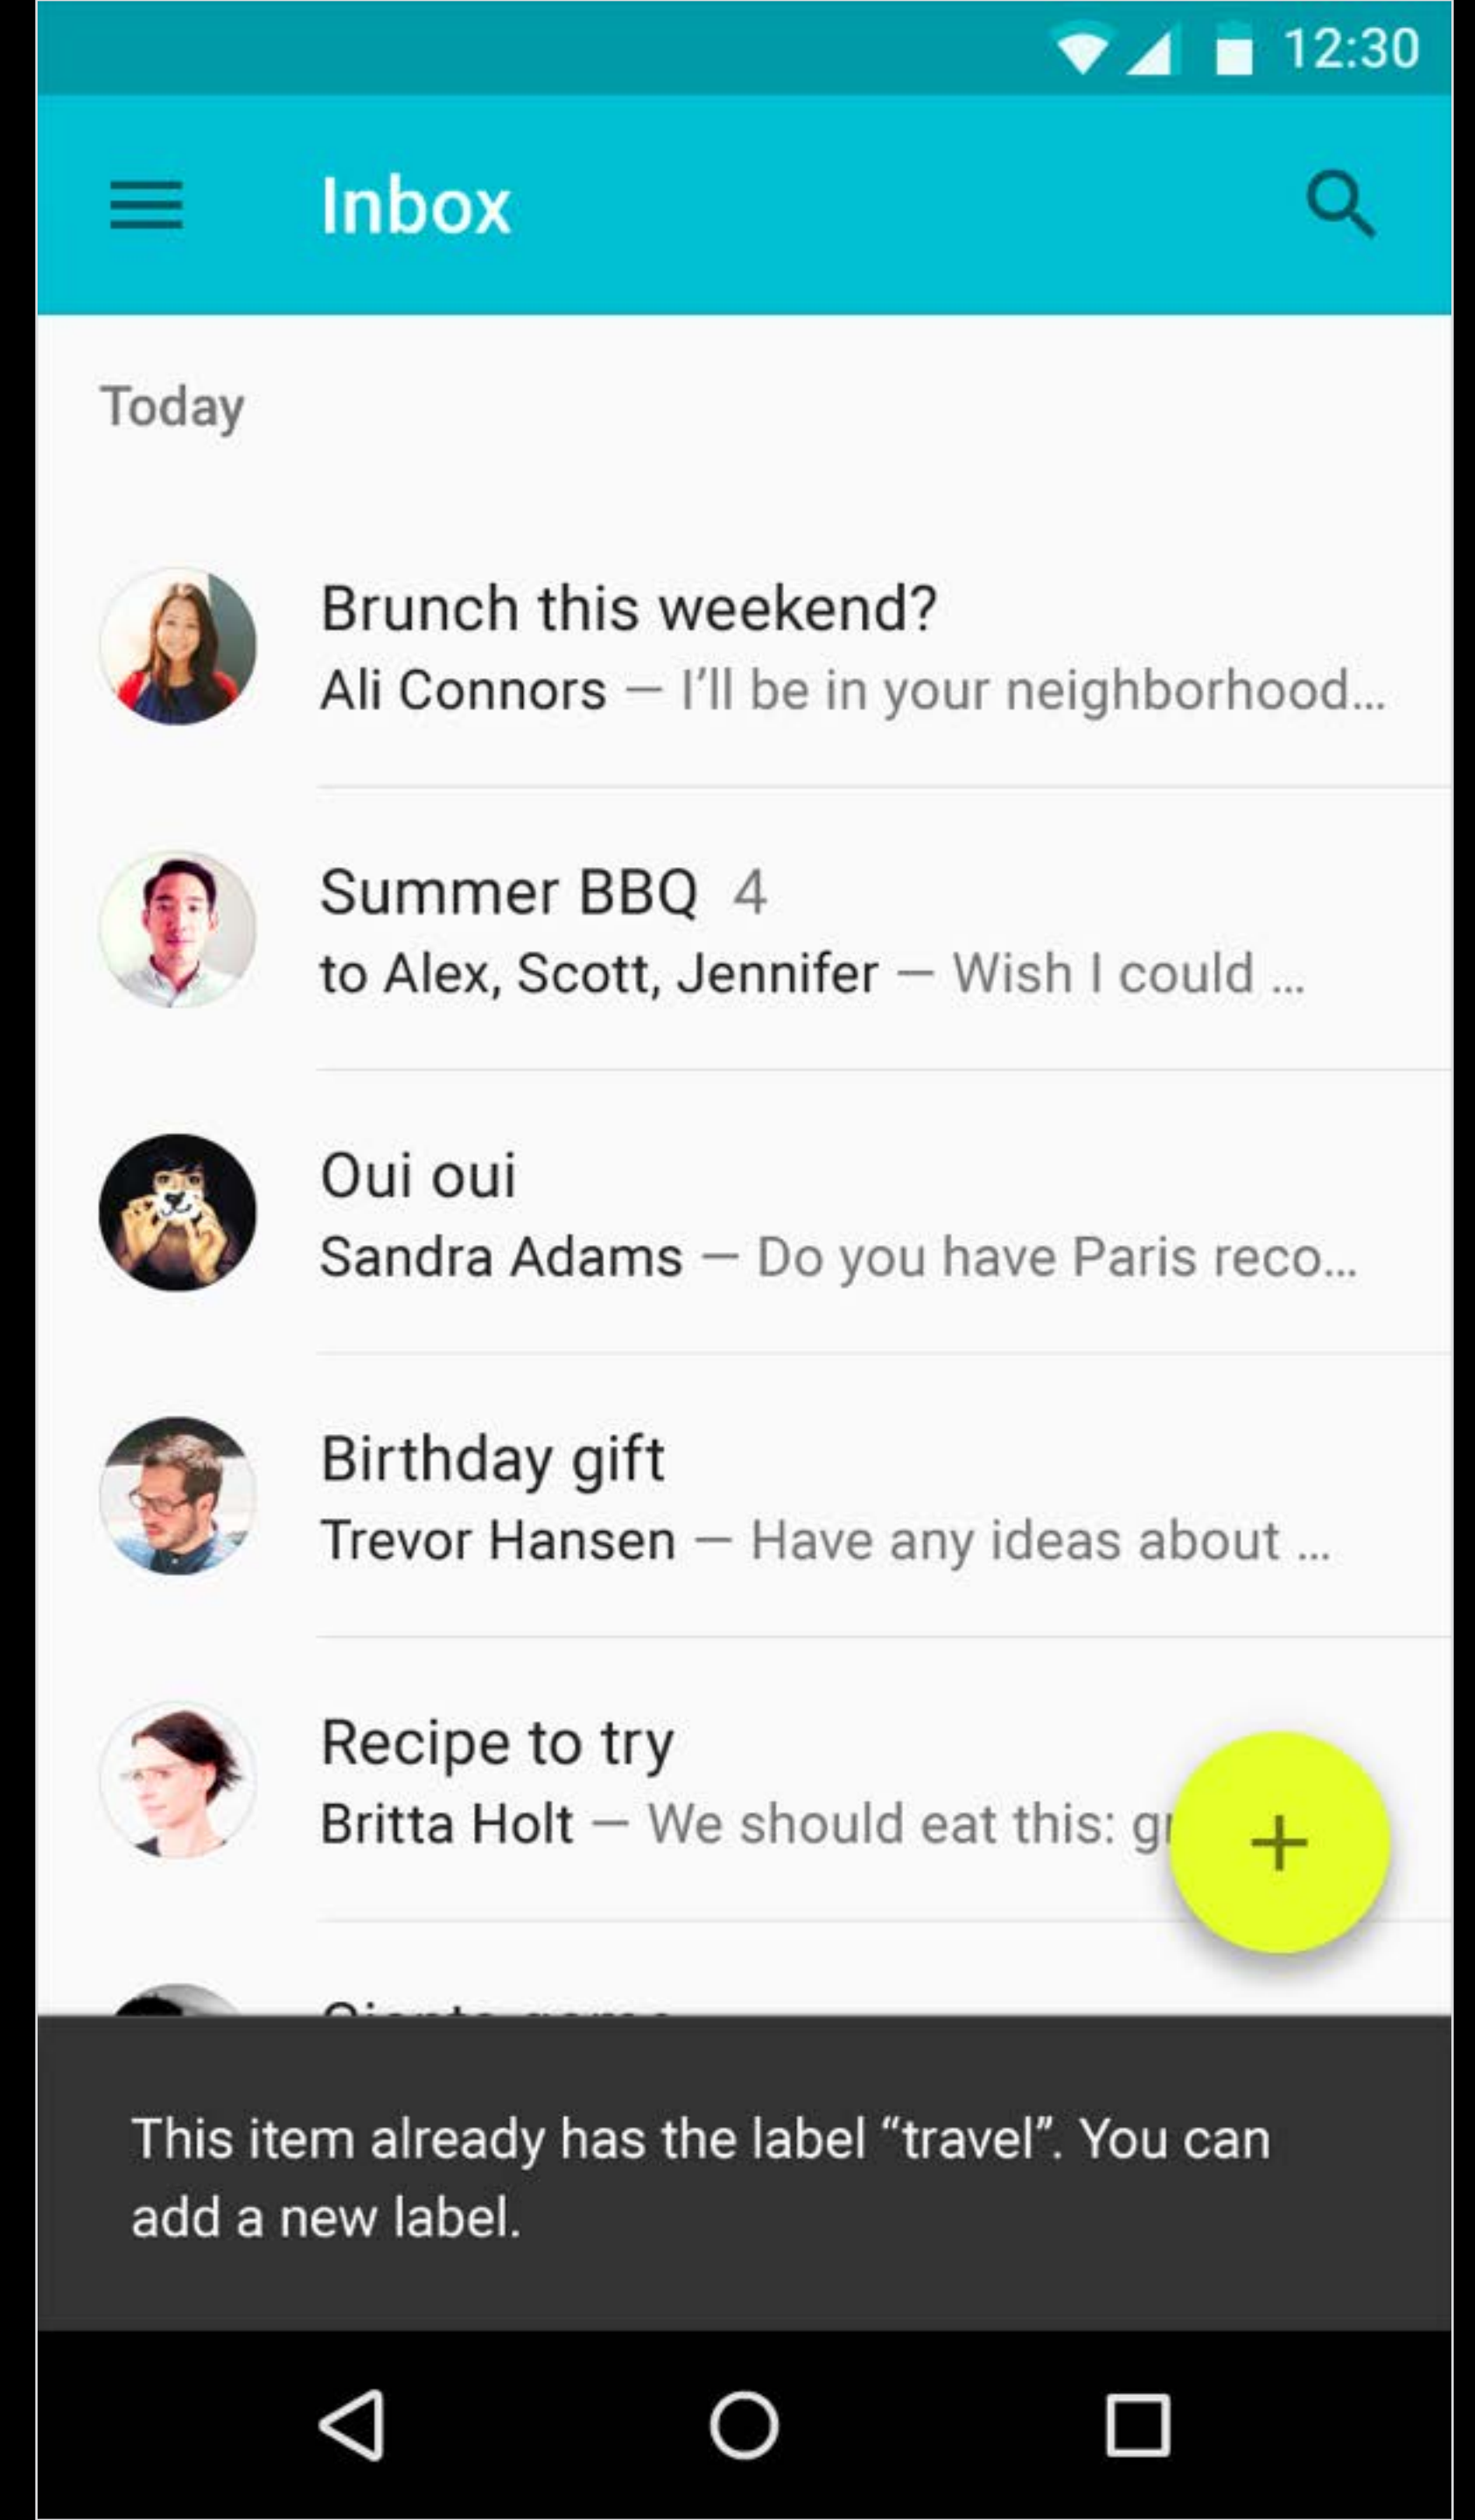 12:30
Inbox
Today
Brunch this weekend?
Ali Connors — I’ll be in your neighborhood…
Summer BBQ 4
to Alex, Scott, Jennifer — Wish I could …
Oui oui
Sandra Adams — Do you have Paris reco…
Birthday gift
Trevor Hansen — Have any ideas about …
Recipe to try
Britta Holt — We should eat this: gr
This item already has the label “travel”. You can
add a new label.